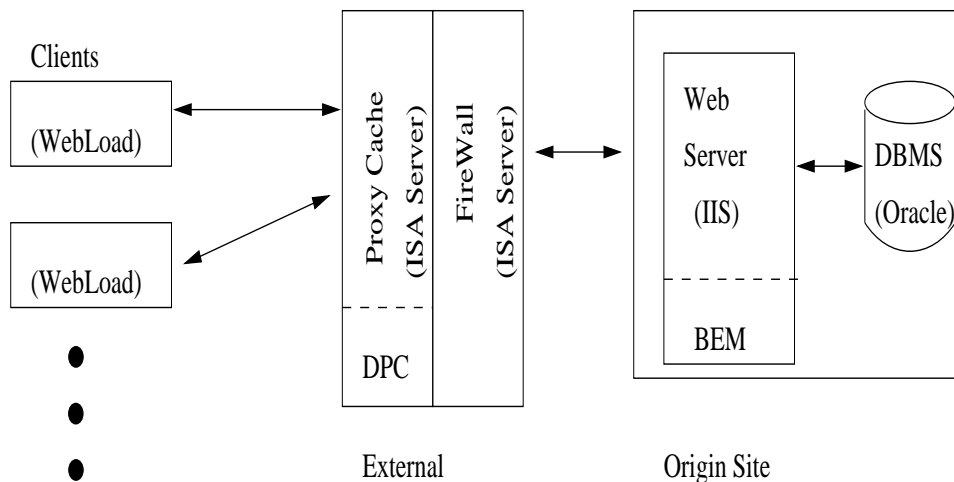 Clients
(WebLoad)
(WebLoad)
Proxy Cache
(ISA Server)
DPC
FireWall
(ISA Server)
External
Web
Server
(IIS)
BEM
DBMS
(Oracle)
Origin Site